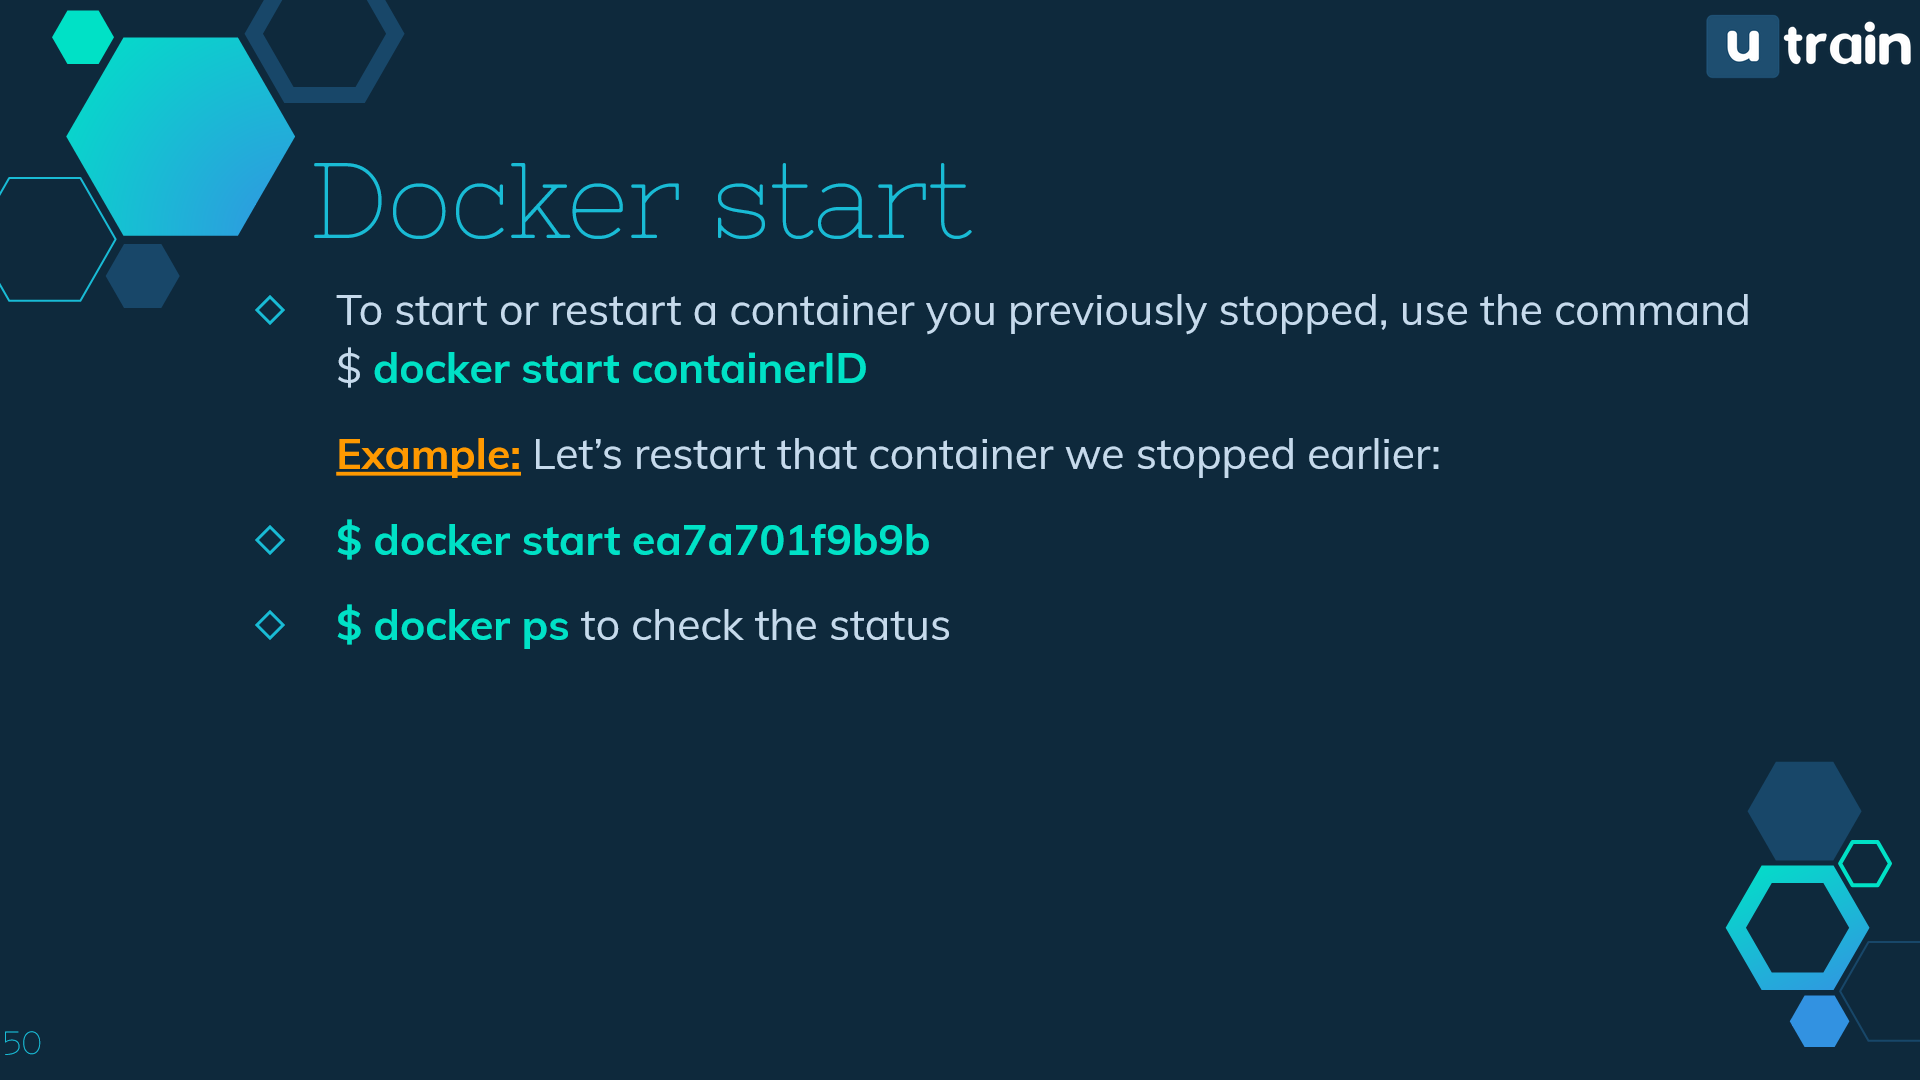 u train
Docker start
To start or restart a container you previously stopped, use the command
$ docker start containerID
Example: Let’s restart that container we stopped earlier:
$ docker start ea7a701f9b9b
$ docker ps to check the status
50